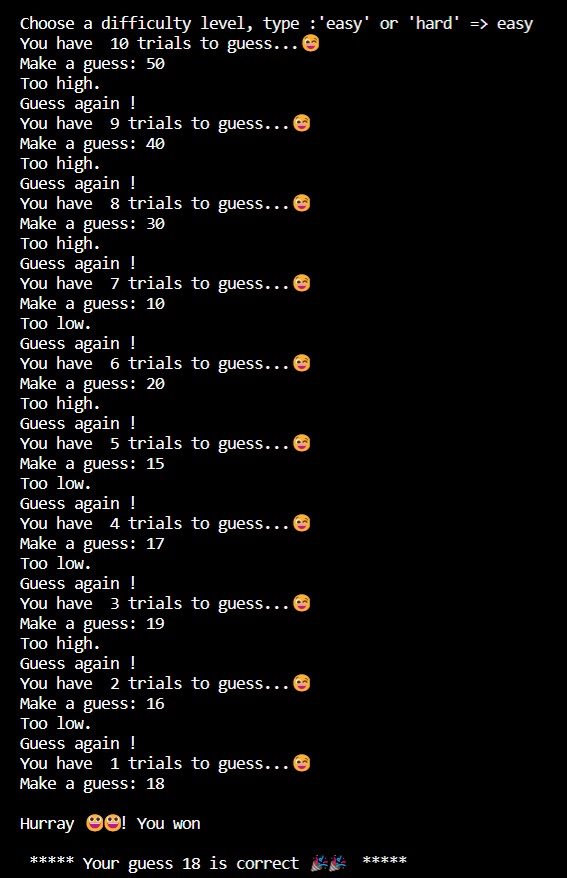 Choose a difficulty level, type :'easy' or 'hard' => easy
You have  10 trials to guess...😊
Make a guess: 50
Too high.
Guess again !
You have  9 trials to guess...😊
Make a guess: 40
Too high.
Guess again !
You have  8 trials to guess...😊
Make a guess: 30
Too high.
Guess again !
You have  7 trials to guess...😊
Make a guess: 10
Too low.
Guess again !
You have  6 trials to guess...😊
Make a guess: 20
Too high.
Guess again !
You have  5 trials to guess...😊
Make a guess: 15
Too low.
Guess again !
You have  4 trials to guess...😊
Make a guess: 17
Too low.
Guess again !
You have  3 trials to guess...😊
Make a guess: 19
Too high.
Guess again !
You have  2 trials to guess...😊
Make a guess: 16
Too low.
Guess again !
You have  1 trials to guess...😊
Make a guess: 18
Hurray 😀😀! You won
***** Your guess 18 is correct 🎉🎉  *****